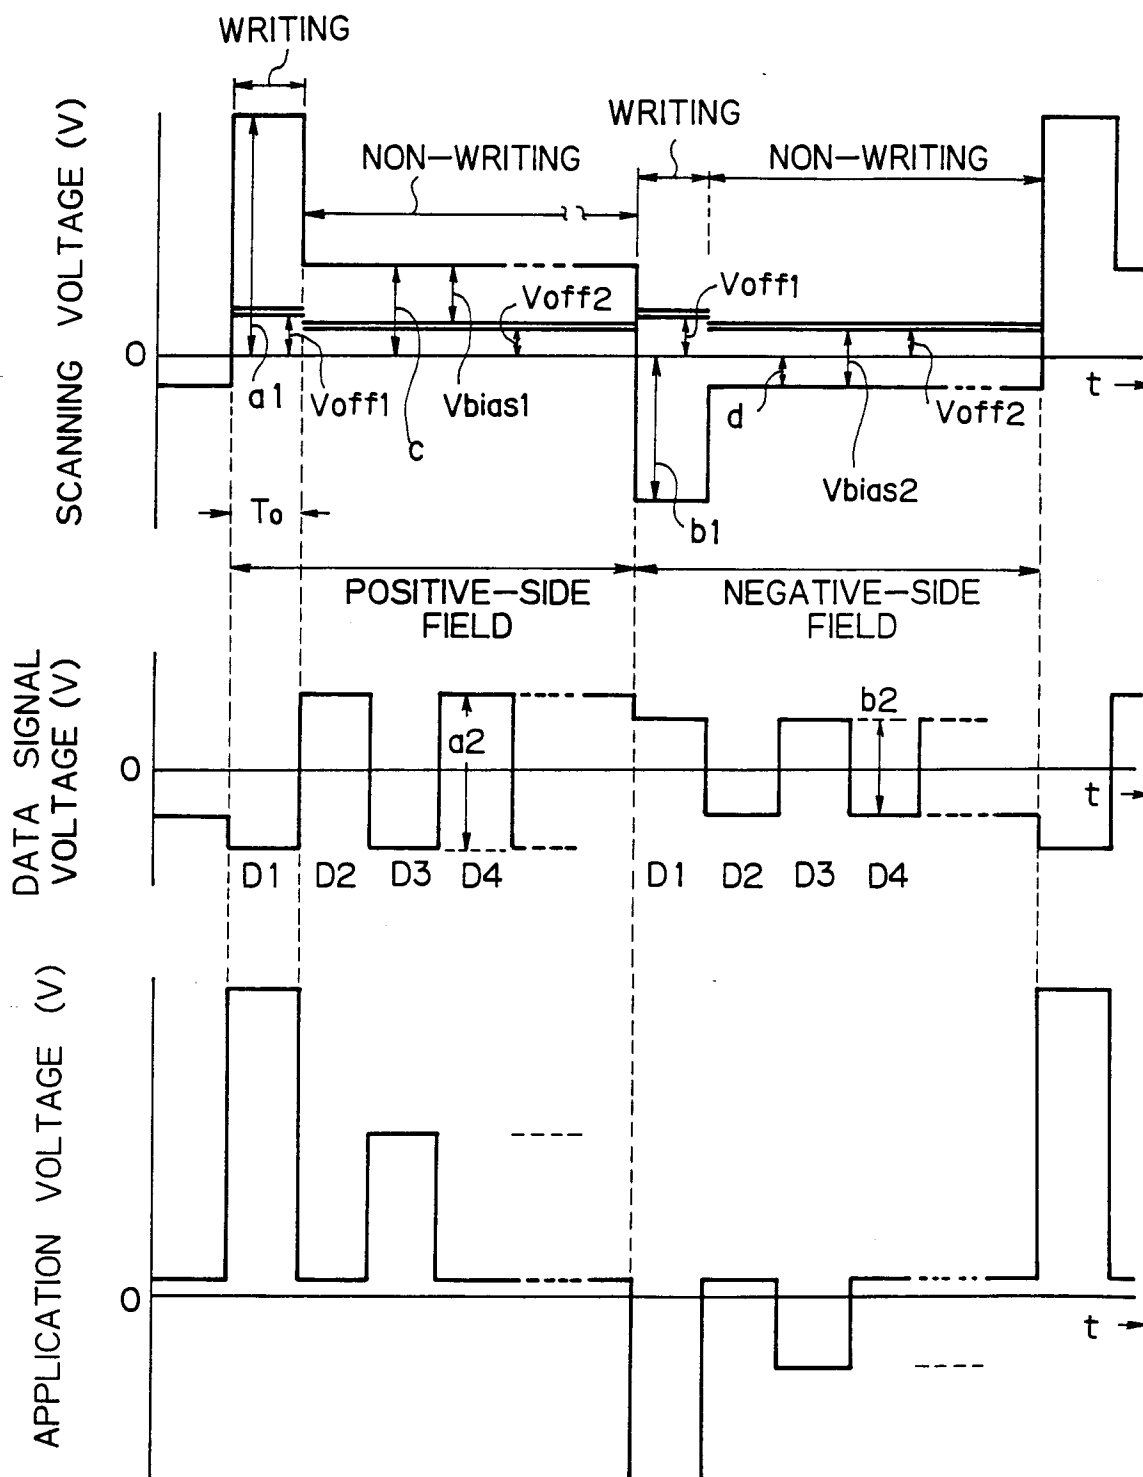 WRITING
WRITING
NON-WRITING
NON-WRITING
SCANNING VOLTAGE (V)
Voff1
Voff2
0
t
a1
Voff1
Vbias1
c
d
Voff2
Vbias2
To
b1
POSITIVE-SIDE
FIELD
NEGATIVE-SIDE
FIELD
DATA SIGNAL
VOLTAGE (V)
b2
a2
0
t
D1 D2 D3 D4 D1 D2 D3 D4
APPLICATION VOLTAGE (V)
0
t